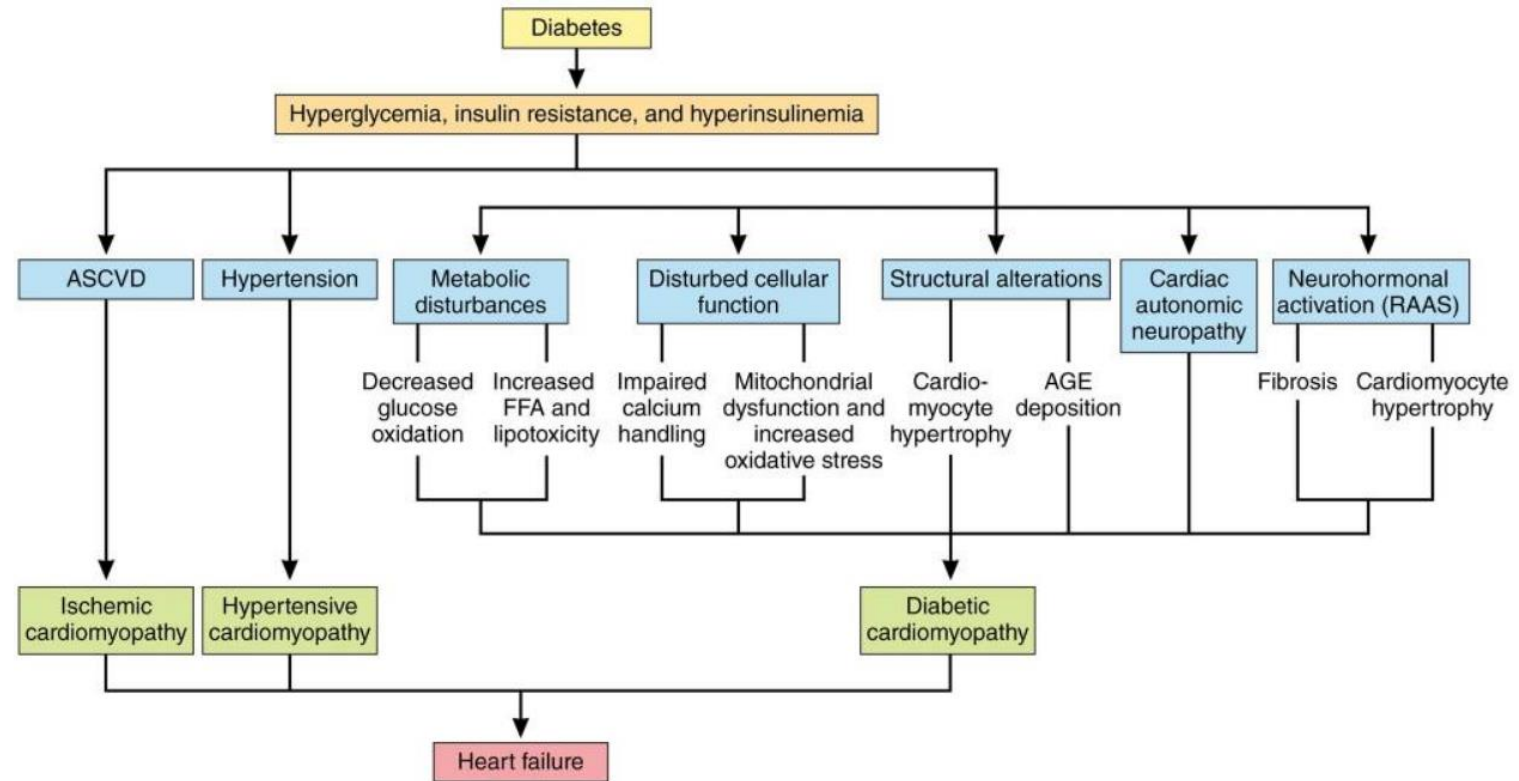 Diabetes
Hyperglycemia, insulin resistance, and hyperinsulinemia
ASCVD
Hypertension
Metabolic
disturbances
Disturbed cellular
function
Structural alterations
Cardiac
autonomic
neuropathy
Neurohormonal
activation (RAAS)
Decreased
glucose
oxidation
Increased
FFA and
lipotoxicity
Impaired
calcium
handling
Mitochondrial
dysfunction and
increased
oxidative stress
Cardio-
myocyte
hypertrophy
AGE
deposition
Fibrosis
Cardiomyocyte
hypertrophy
Ischemic
cardiomyopathy
Hypertensive
cardiomyopathy
Diabetic
cardiomyopathy
Heart failure